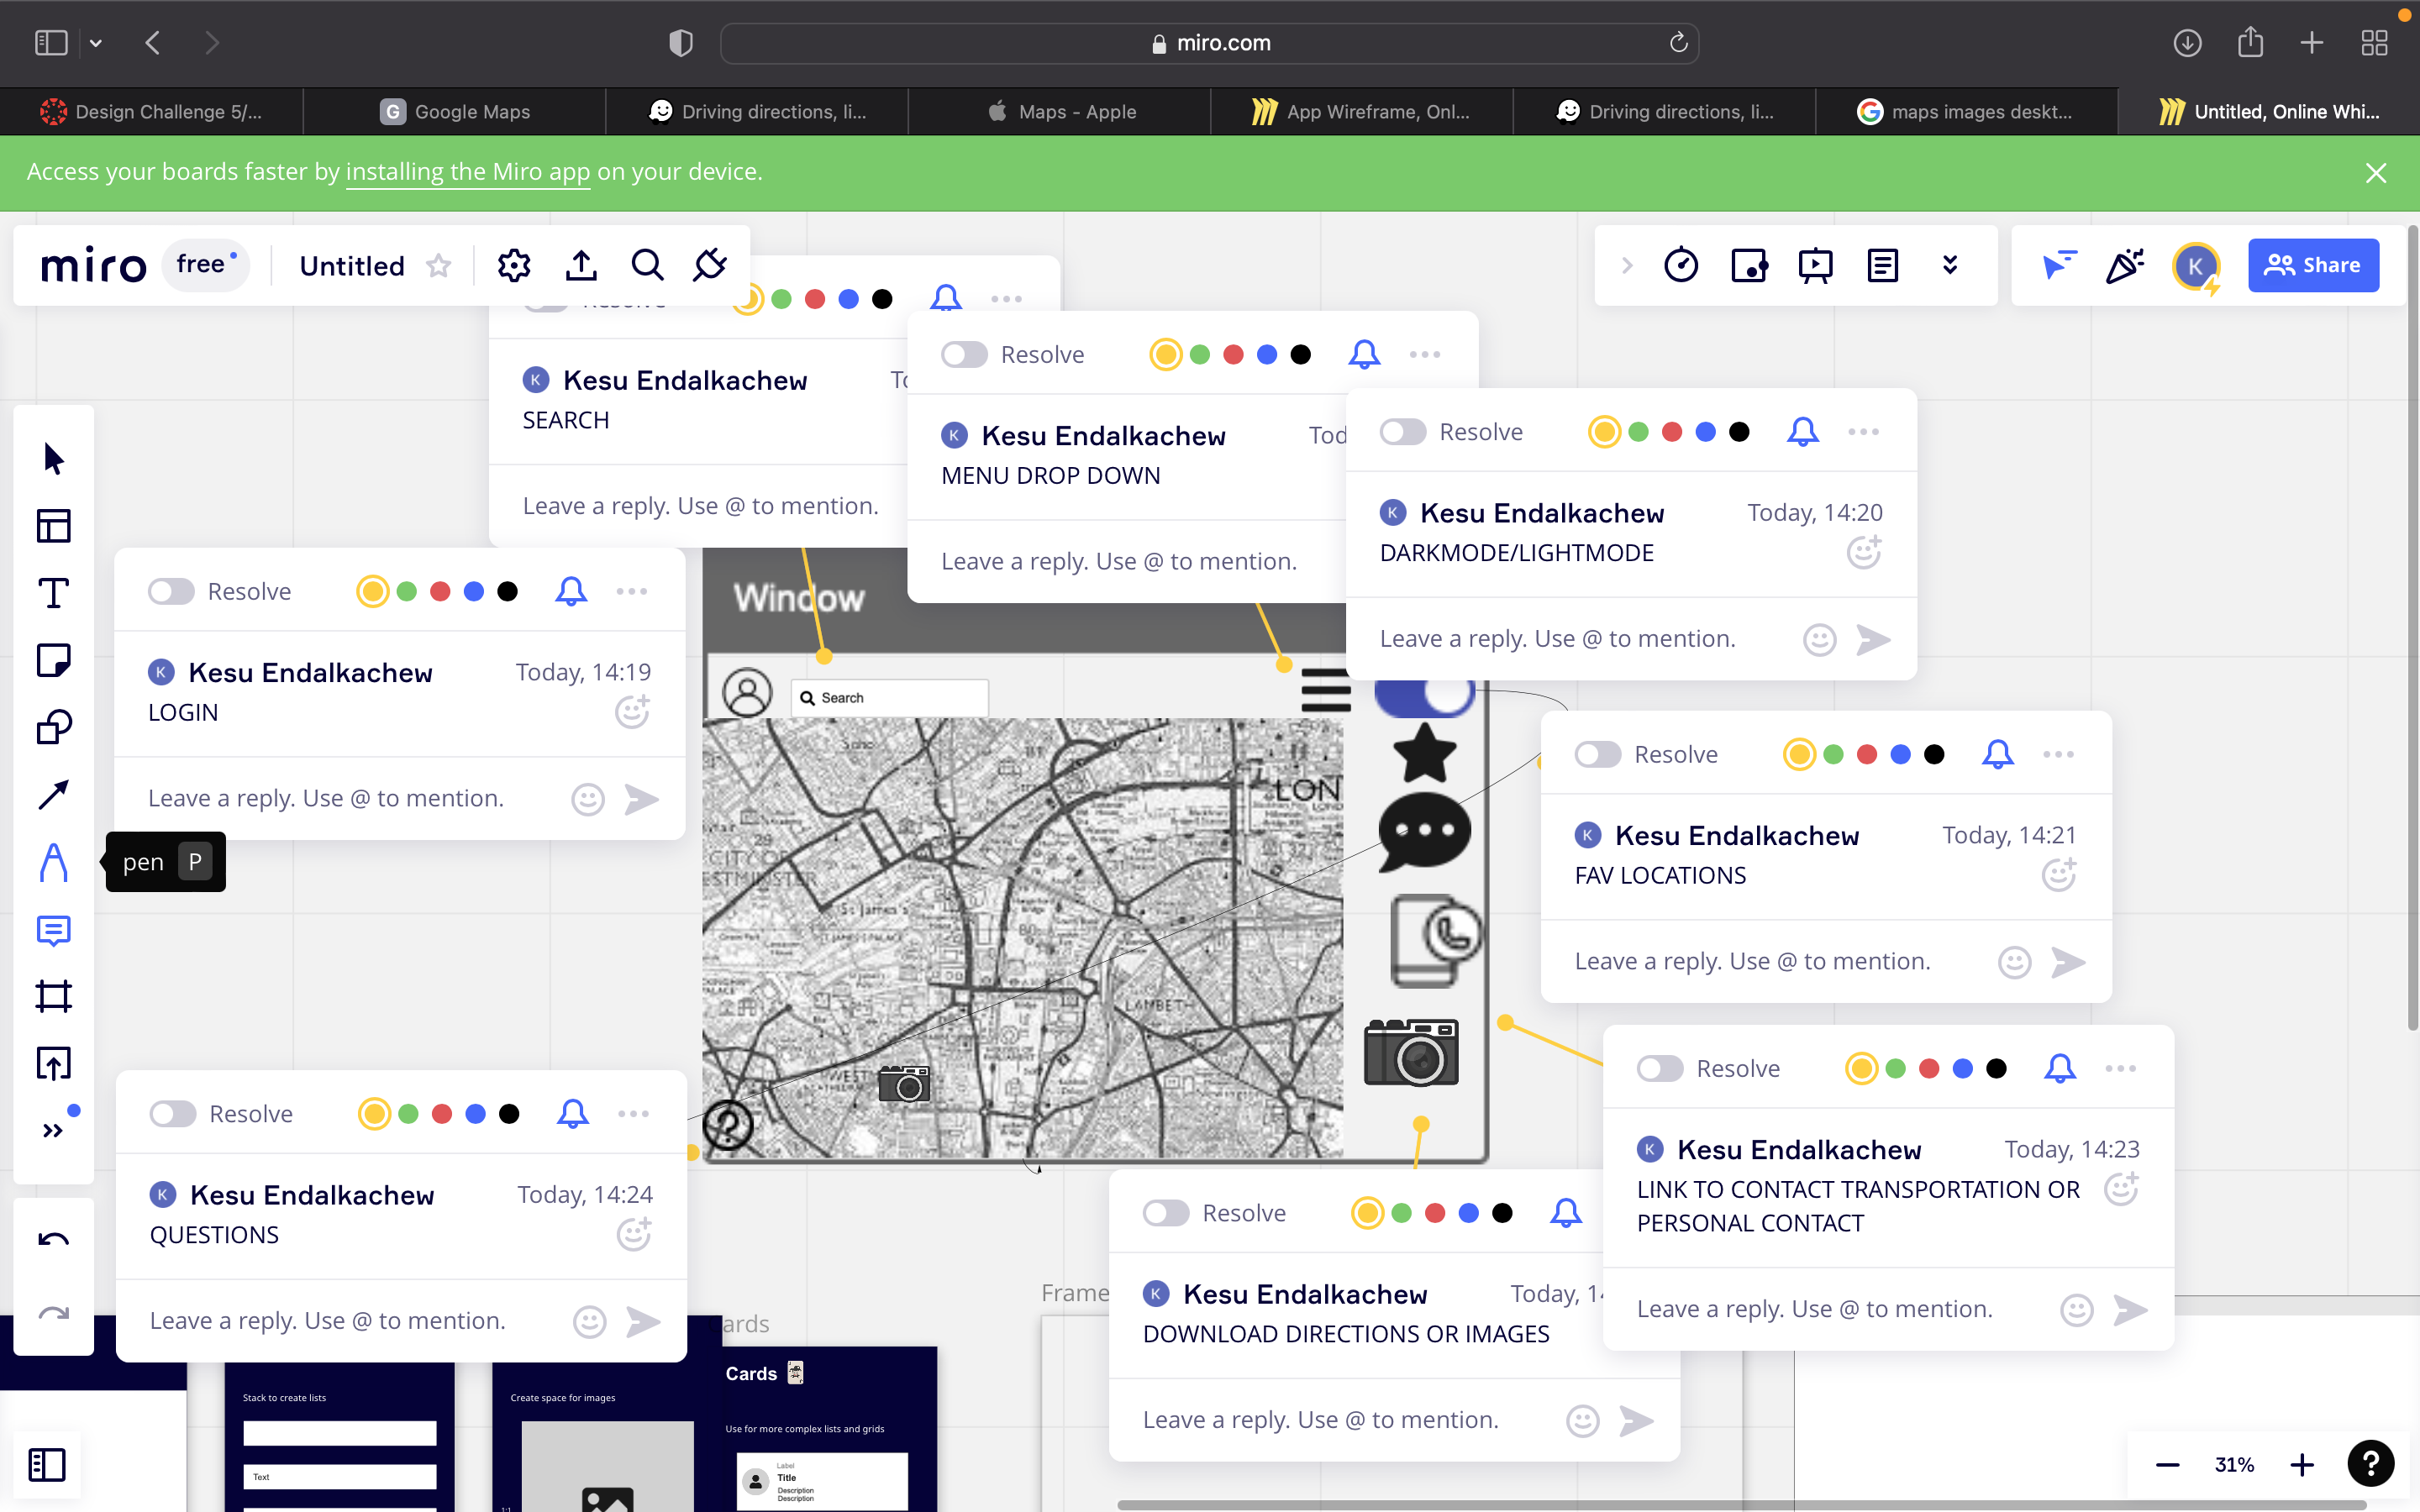 miro.com
Design Challenge 5/...
Google Maps
Driving directions, li...
Maps - Apple
App Wireframe, Onl...
Driving directions, li...
maps images deskt...
Untitled, Online Whi...
Access your boards faster by installing the Miro app on your device.
miro free Untitled
Share
Kesu Endalkachew
SEARCH
Leave a reply. Use @ to mention.
Resolve
Kesu Endalkachew
MENU DROP DOWN
Leave a reply. Use @ to mention.
Resolve
Kesu Endalkachew Today, 14:20
DARKMODE/LIGHTMODE
Leave a reply. Use @ to mention.
Resolve
Kesu Endalkachew Today, 14:19
LOGIN
Leave a reply. Use @ to mention.
pen P
Window
Search
LON
CITY OF
St James's
LAMBETH
WEST
Resolve
Kesu Endalkachew Today, 14:21
FAV LOCATIONS
Leave a reply. Use @ to mention.
Resolve
Kesu Endalkachew Today, 14:23
LINK TO CONTACT TRANSPORTATION OR
PERSONAL CONTACT
Leave a reply. Use @ to mention.
Resolve
Kesu Endalkachew Today, 14:24
QUESTIONS
Leave a reply. Use @ to mention.
Resolve
Kesu Endalkachew Today, 14
DOWNLOAD DIRECTIONS OR IMAGES
Leave a reply. Use @ to mention.
Frame
ards
Stack to create lists
Text
Create space for images
1:1
Cards
Use for more complex lists and grids
Label
Title
Description
Description
31%